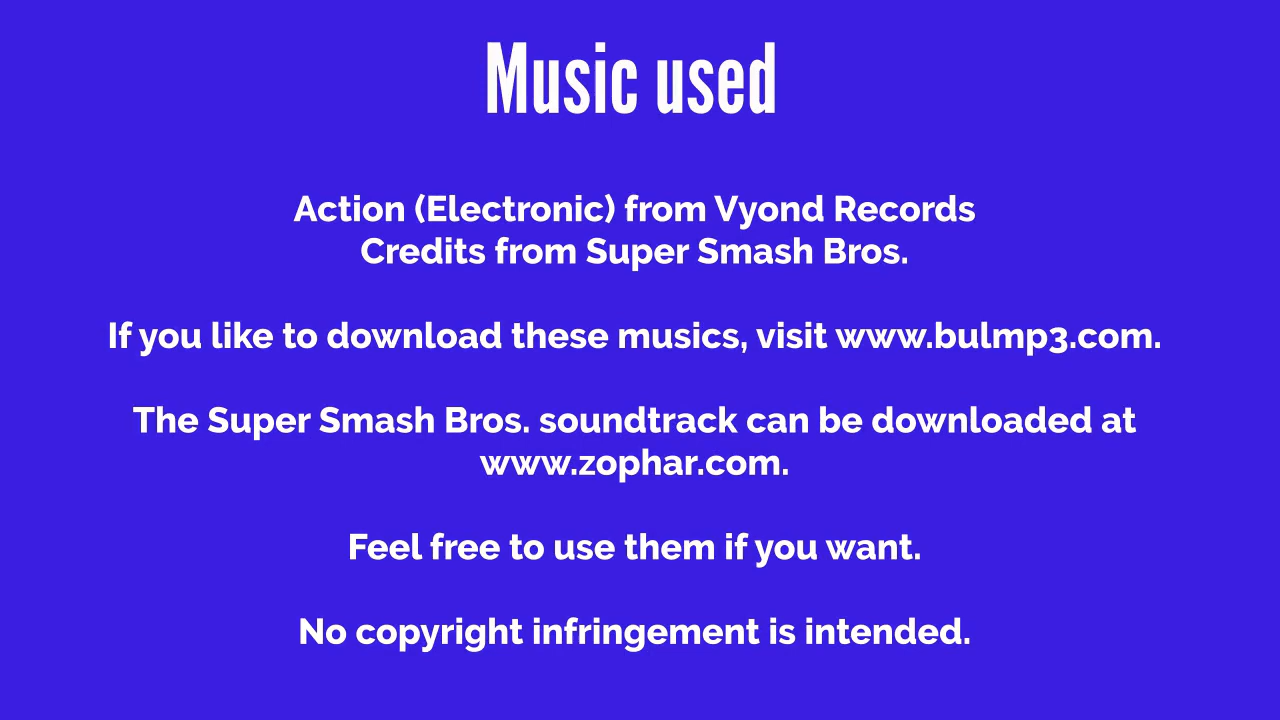 Music used
Action (Electronic) from Vyond Records
Credits from Super Smash Bros.
If you like to download these musics, visit www.bulmp3.com.
The Super Smash Bros. soundtrack can be downloaded at
www.zophar.com.
Feel free to use them if you want.
No copyright infringement is intended.